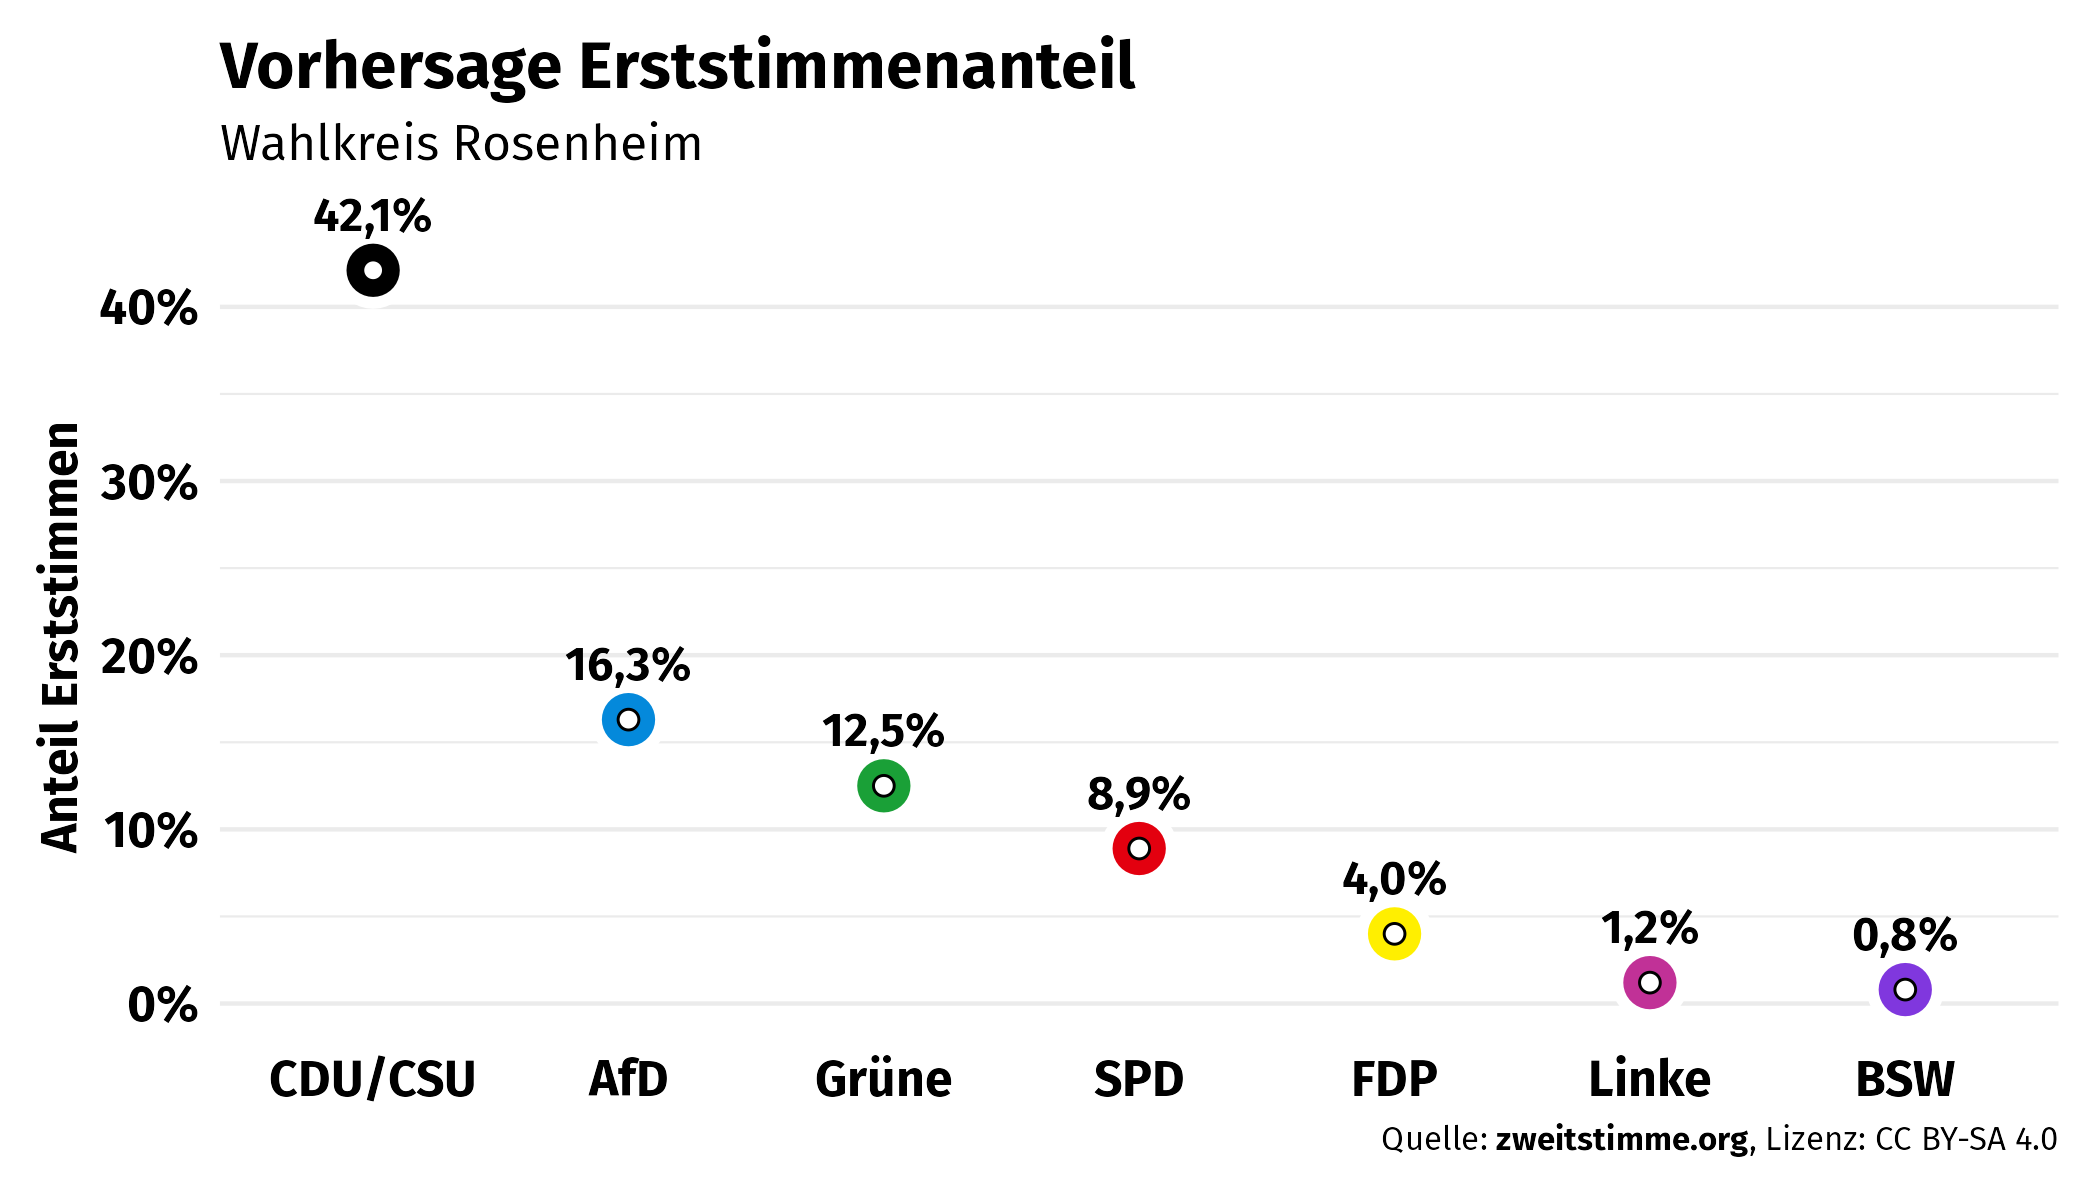 Vorhersage Erststimmenanteil
Wahlkreis Rosenheim
42,1%
40%
30%
20%
10%
0%
Anteil Erststimmen
16,3%
12,5%
8,9%
4,0%
1,2%
0,8%
CDU/CSU AfD Grüne SPD FDP Linke BSW
Quelle: zweitstimme.org, Lizenz: CC BY-SA 4.0